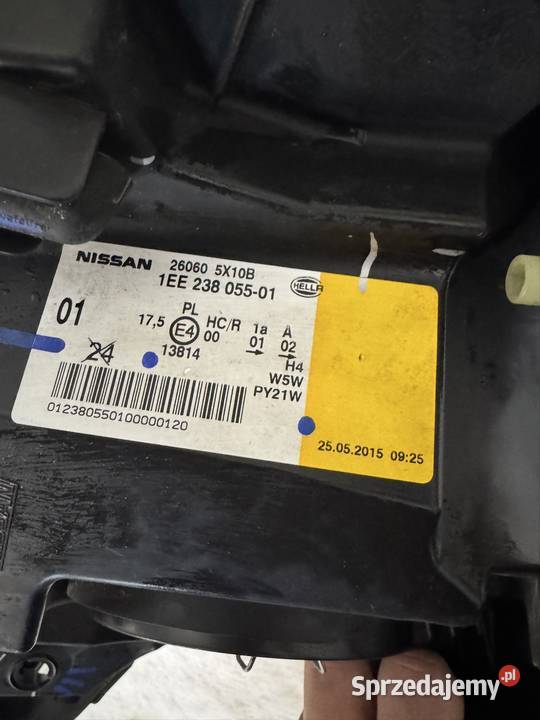 NISSAN 26060 5X10B
1EE 238 055-01 HELLA
01
PL
17,5 E4 HC/R 1a A
00 01 02
24 13814 H4
W5W
PY21W
012380550100000120
25.05.2015 09:25
Sprzedajemy.pl